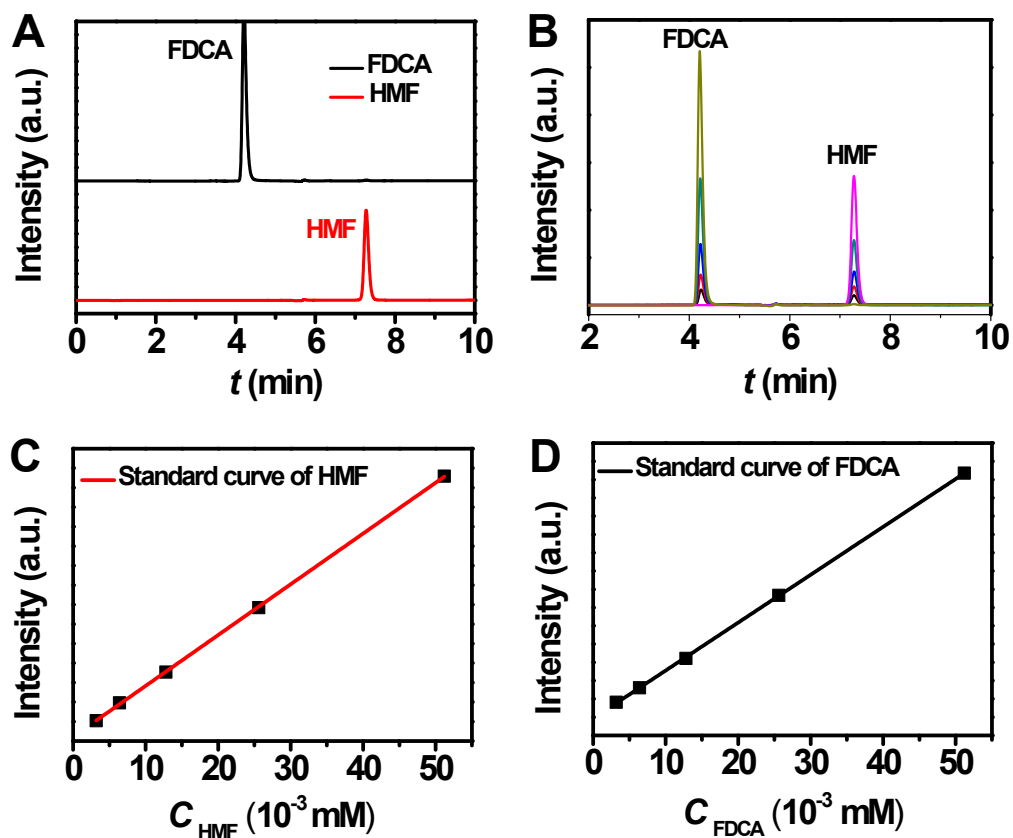 A
FDCA
FDCA
HMF
HMF
Intensity (a.u.)
0 2 4 6 8 10
t (min)
B
FDCA
HMF
Intensity (a.u.)
2 4 6 8 10
t (min)
C
Standard curve of HMF
Intensity (a.u.)
0 10 20 30 40 50
C HMF (10-3 mM)
D
Standard curve of FDCA
Intensity (a.u.)
0 10 20 30 40 50
C FDCA (10-3 mM)